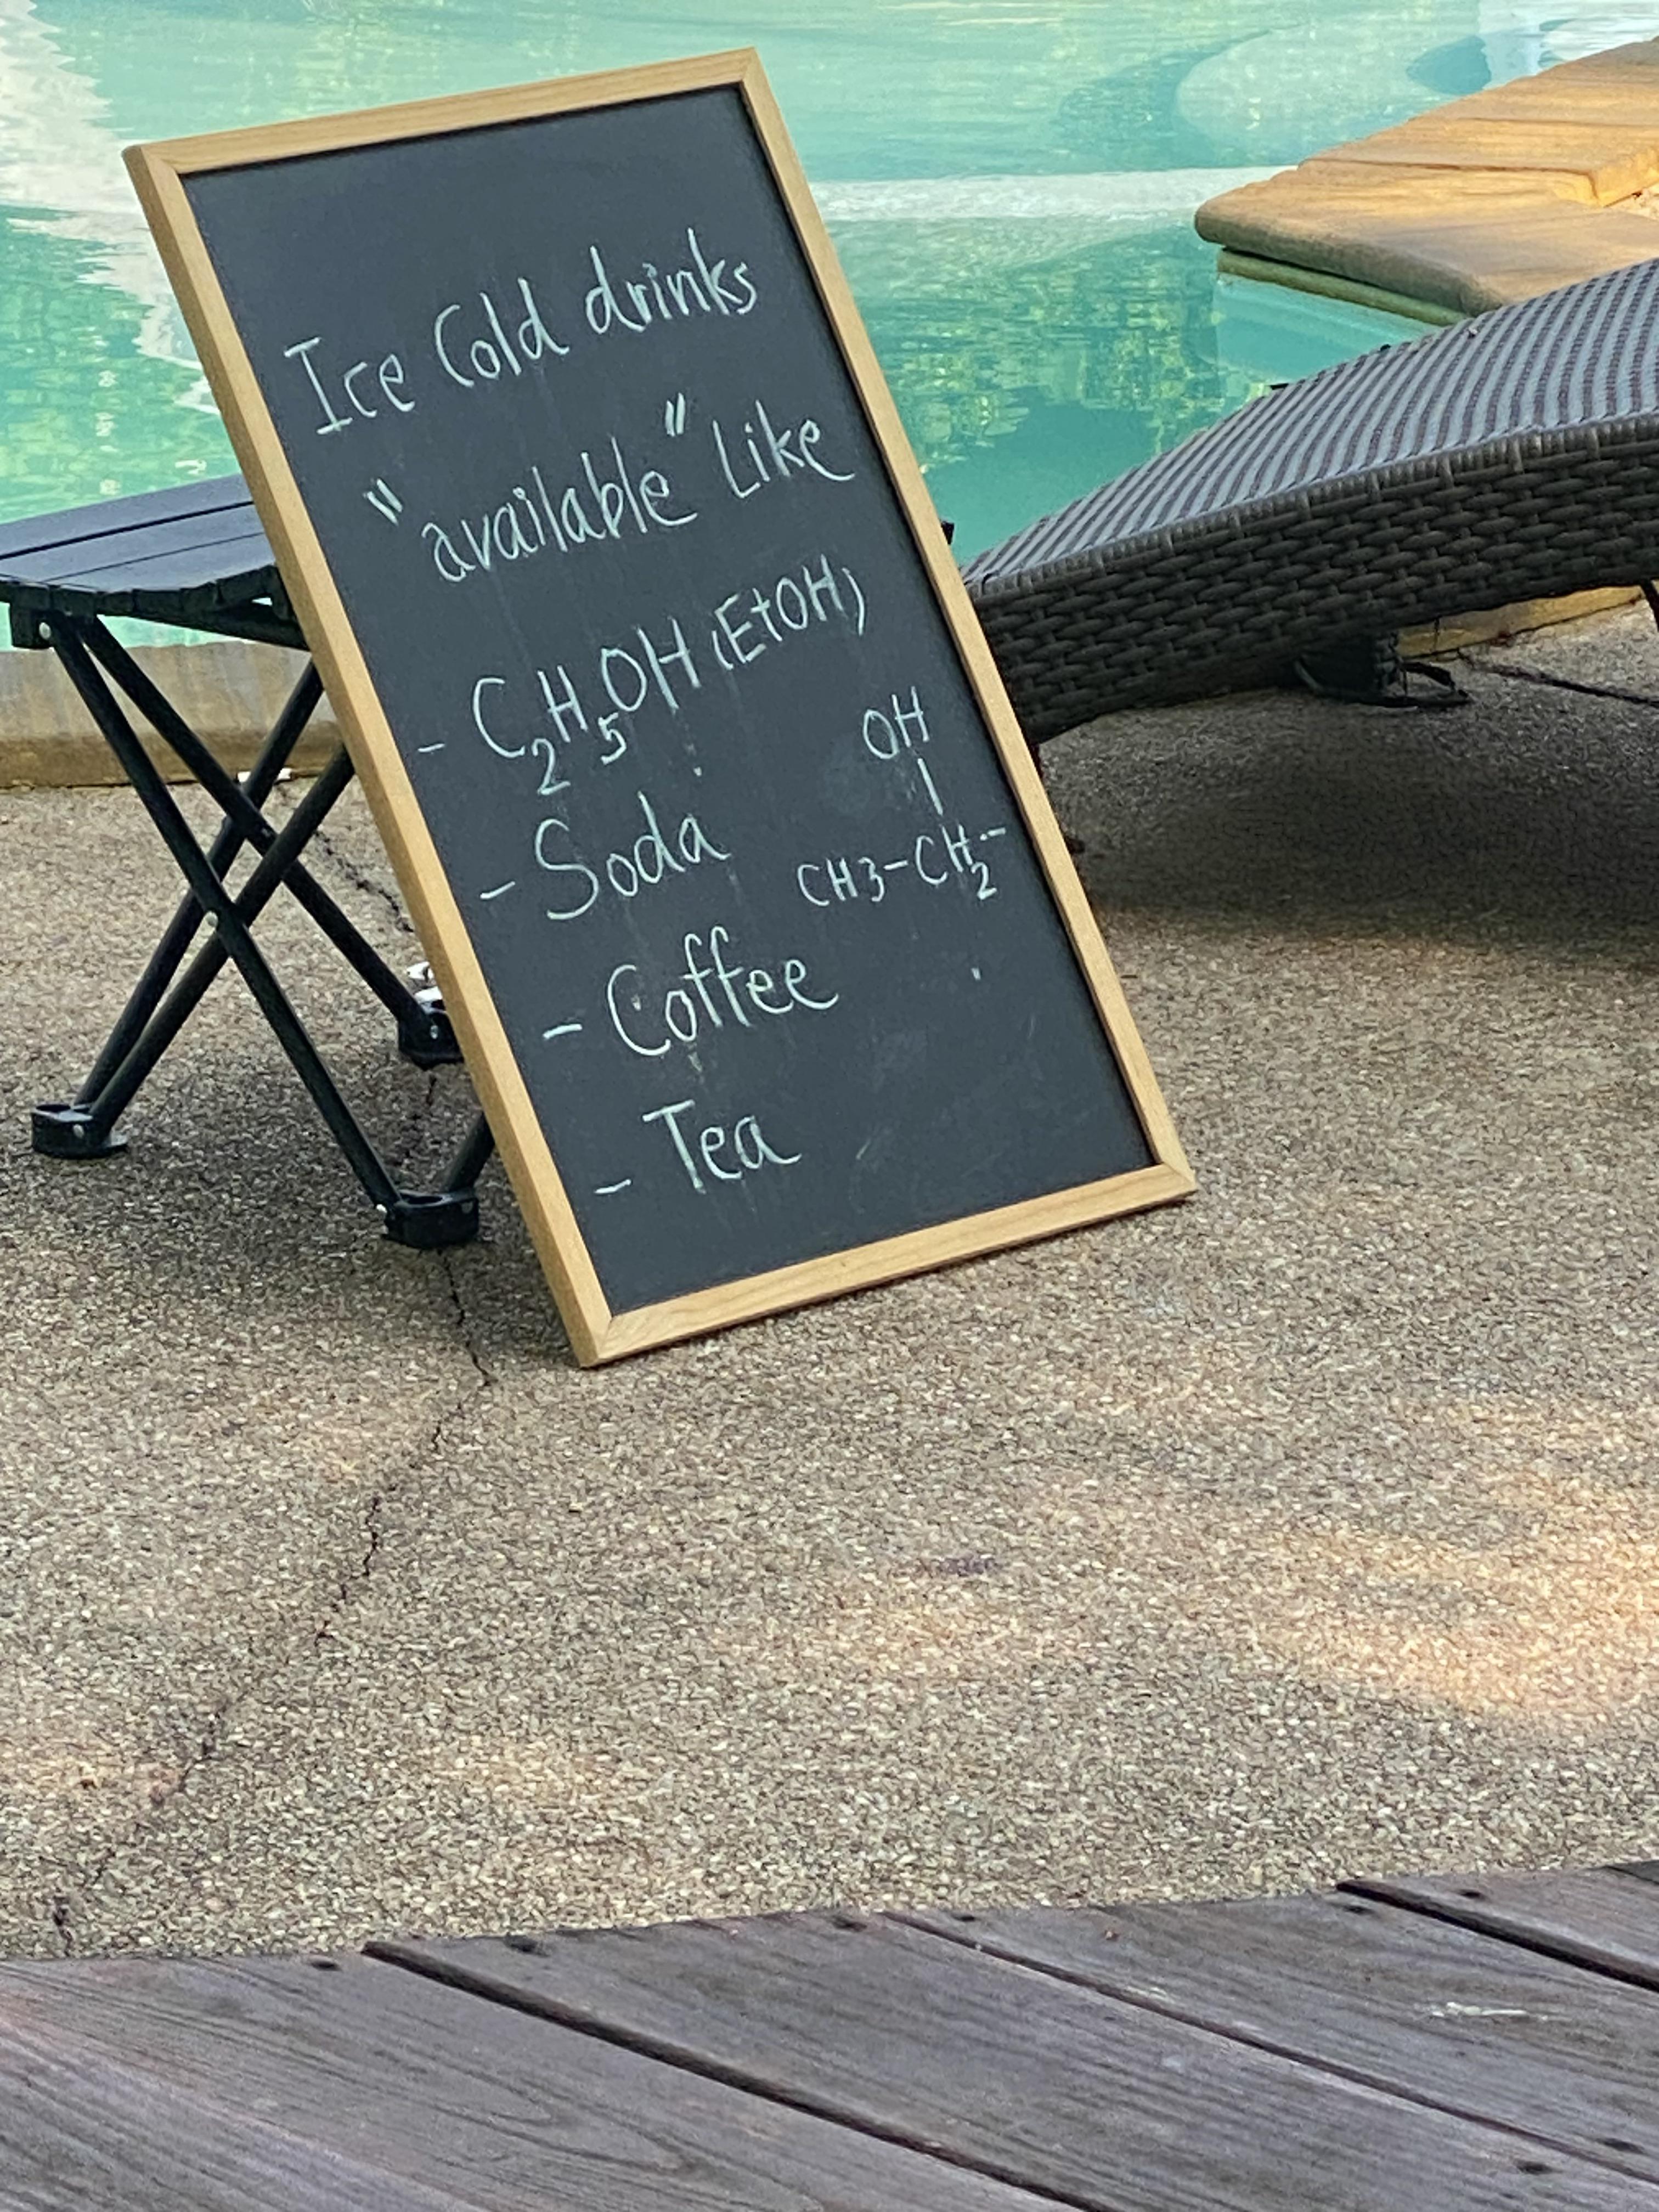 Ice Cold drinks
"available" Like
- C₂H₅OH (EtOH)
OH
|
- Soda
CH3-CH₂--
- Coffee
- Tea